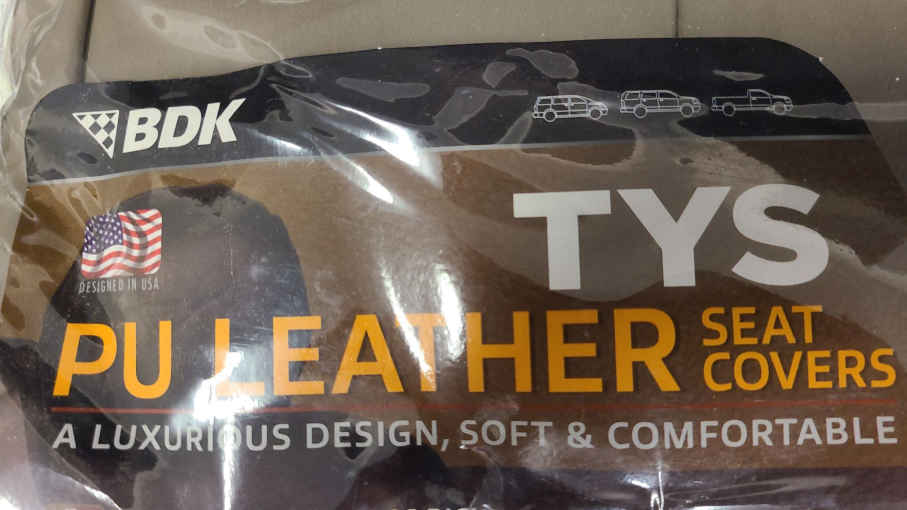 BDK
TYS
DESIGNED IN USA
PU LEATHER SEAT COVERS
A LUXURIOUS DESIGN, SOFT & COMFORTABLE